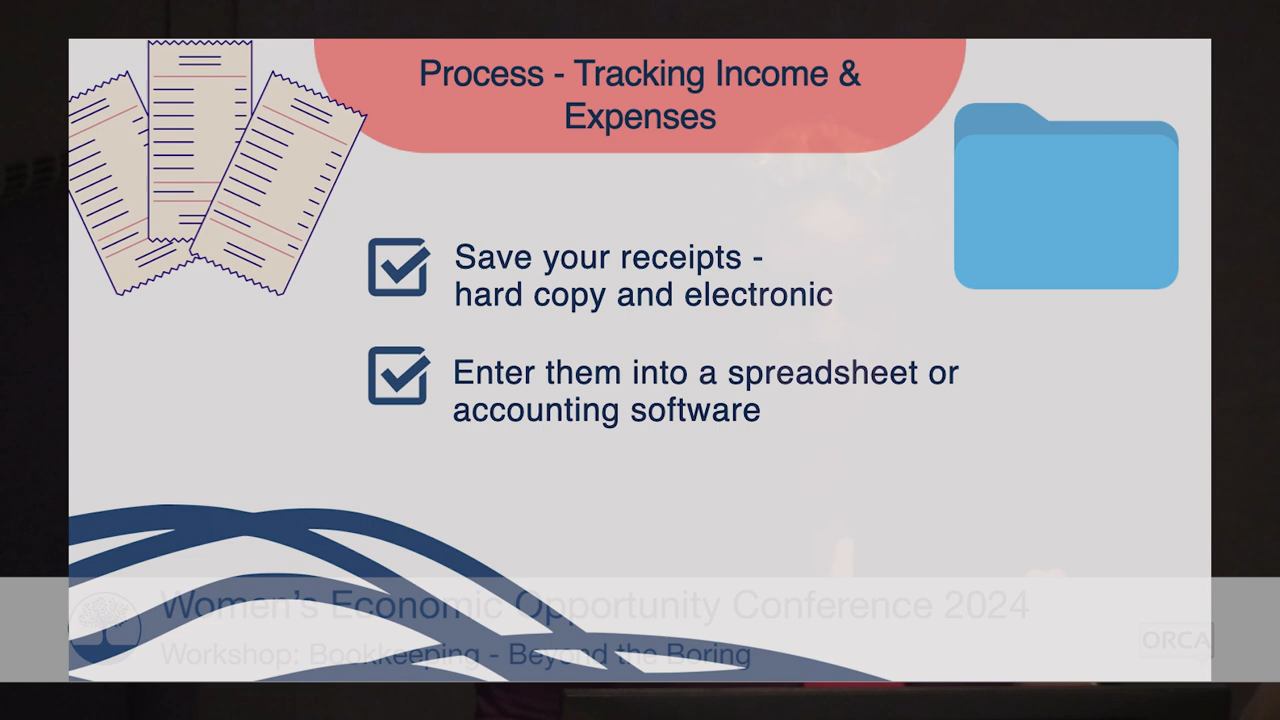 Process - Tracking Income &
Expenses
Save your receipts -
hard copy and electronic
Enter them into a spreadsheet or
accounting software
Women's Economic Opportunity Conference 2024
Workshop: Bookkeeping - Beyond the Boring
ORCA